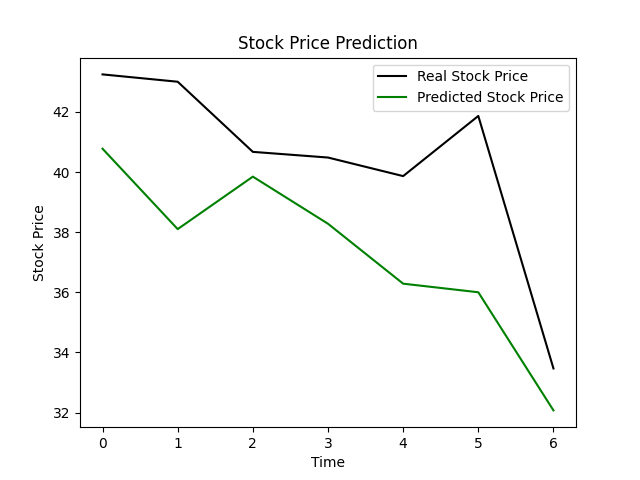 Stock Price Prediction
Real Stock Price
Predicted Stock Price
Stock Price
42
40
38
36
34
32
0 1 2 3 4 5 6
Time